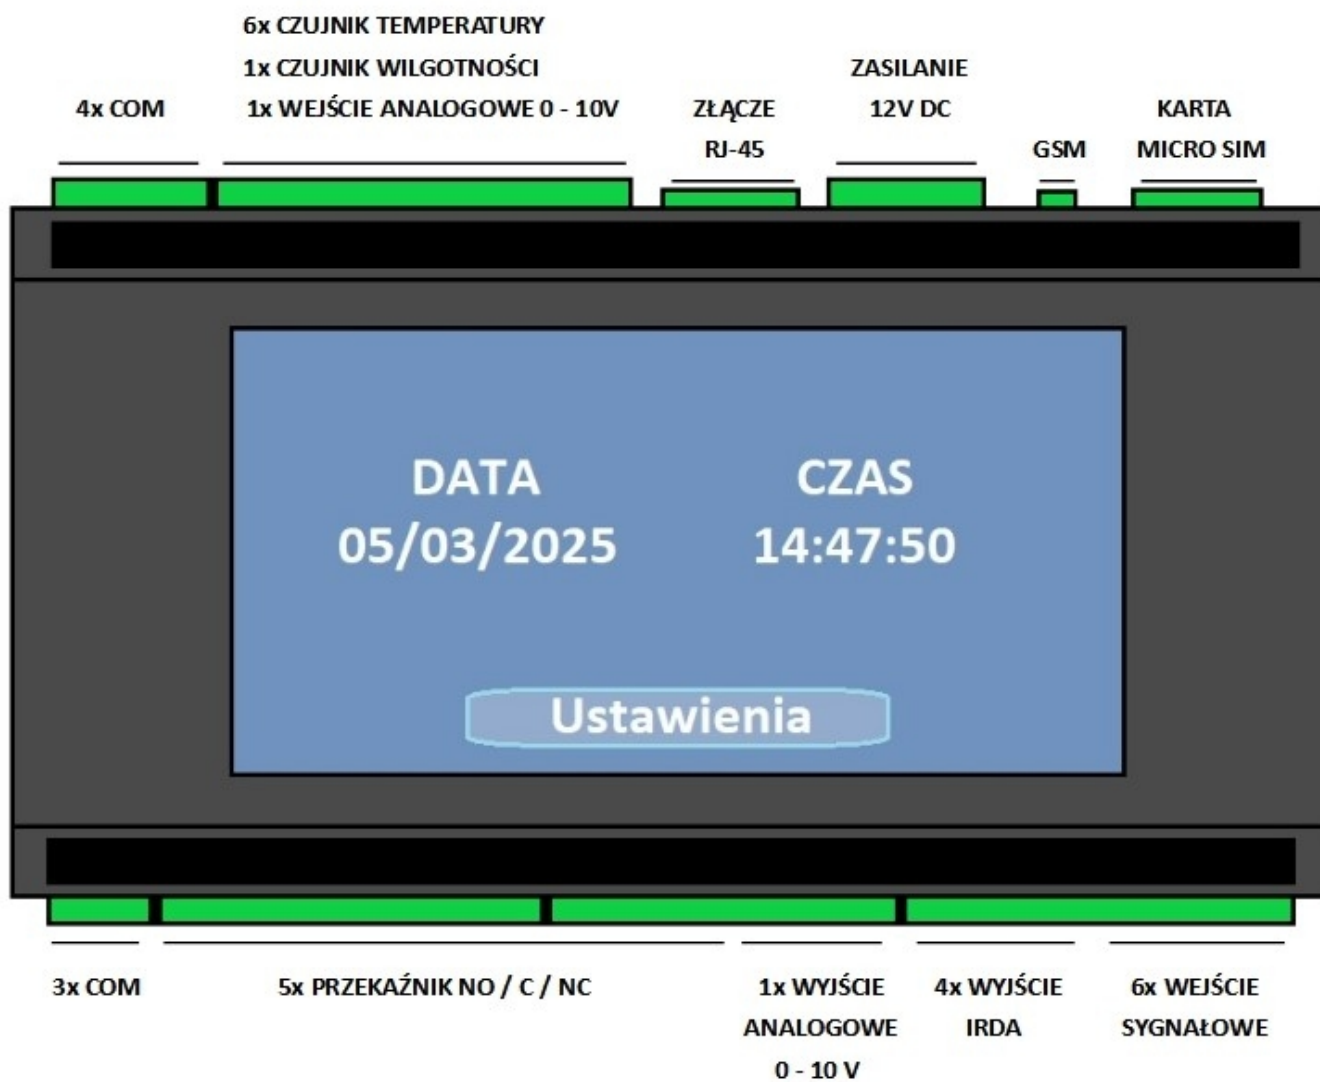 6x CZUJNIK TEMPERATURY
1x CZUJNIK WILGOTNOŚCI
1x WEJŚCIE ANALOGOWE 0 - 10V
4x COM
ZŁĄCZE
RJ-45
ZASILANIE
12V DC
GSM
KARTA
MICRO SIM
DATA
05/03/2025
CZAS
14:47:50
Ustawienia
3x COM
5x PRZEKAŹNIK NO / C / NC
1x WYJŚCIE
ANALOGOWE
0 - 10 V
4x WYJŚCIE
IRDA
6x WEJŚCIE
SYGNAŁOWE